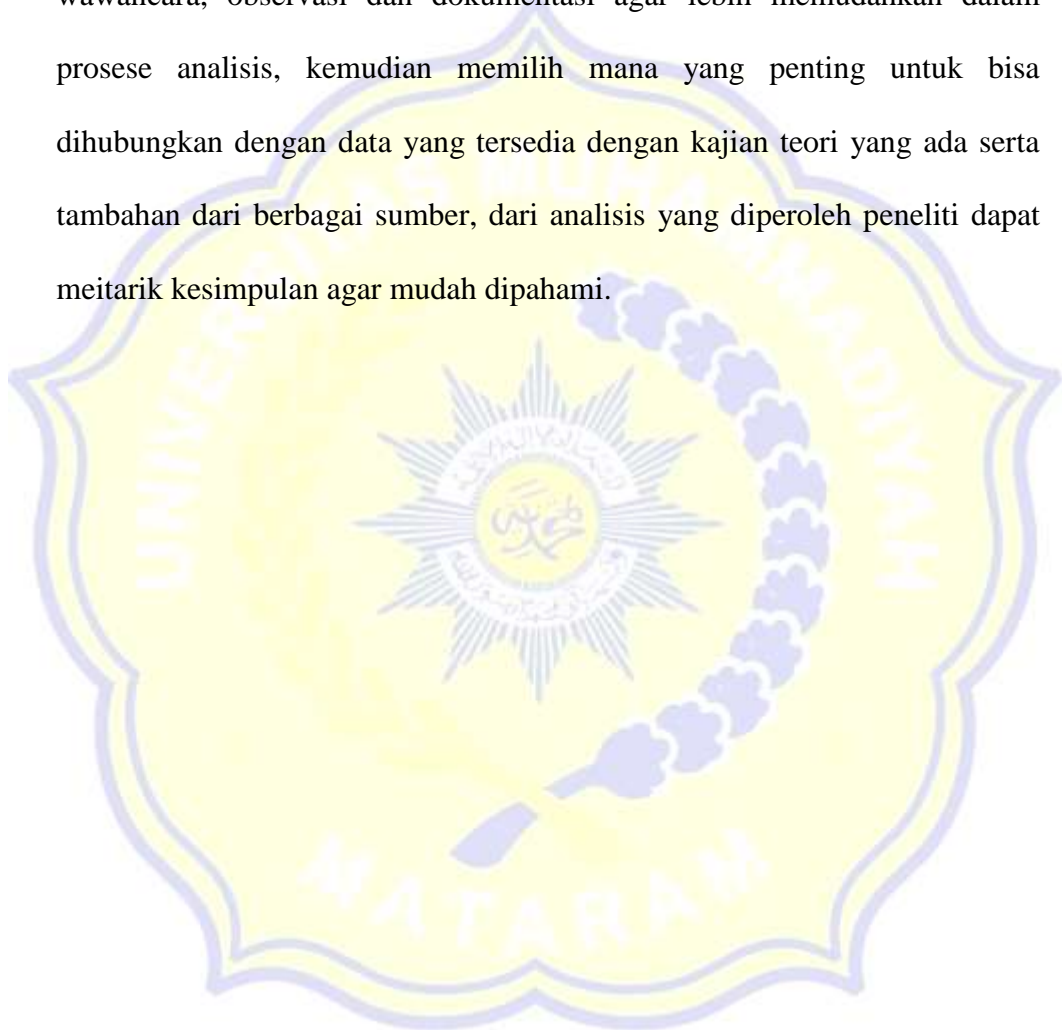 wawancara, observasi dan dokumentasi agar lebih memudahkan dalam
prosese analisis, kemudian memilih mana yang penting untuk bisa
dihubungkan dengan data yang tersedia dengan kajian teori yang ada serta
tambahan dari berbagai sumber, dari analisis yang diperoleh peneliti dapat
meitarik kesimpulan agar mudah dipahami.
UNIVERSITAS MUHAMMADIYAH
MATARAM